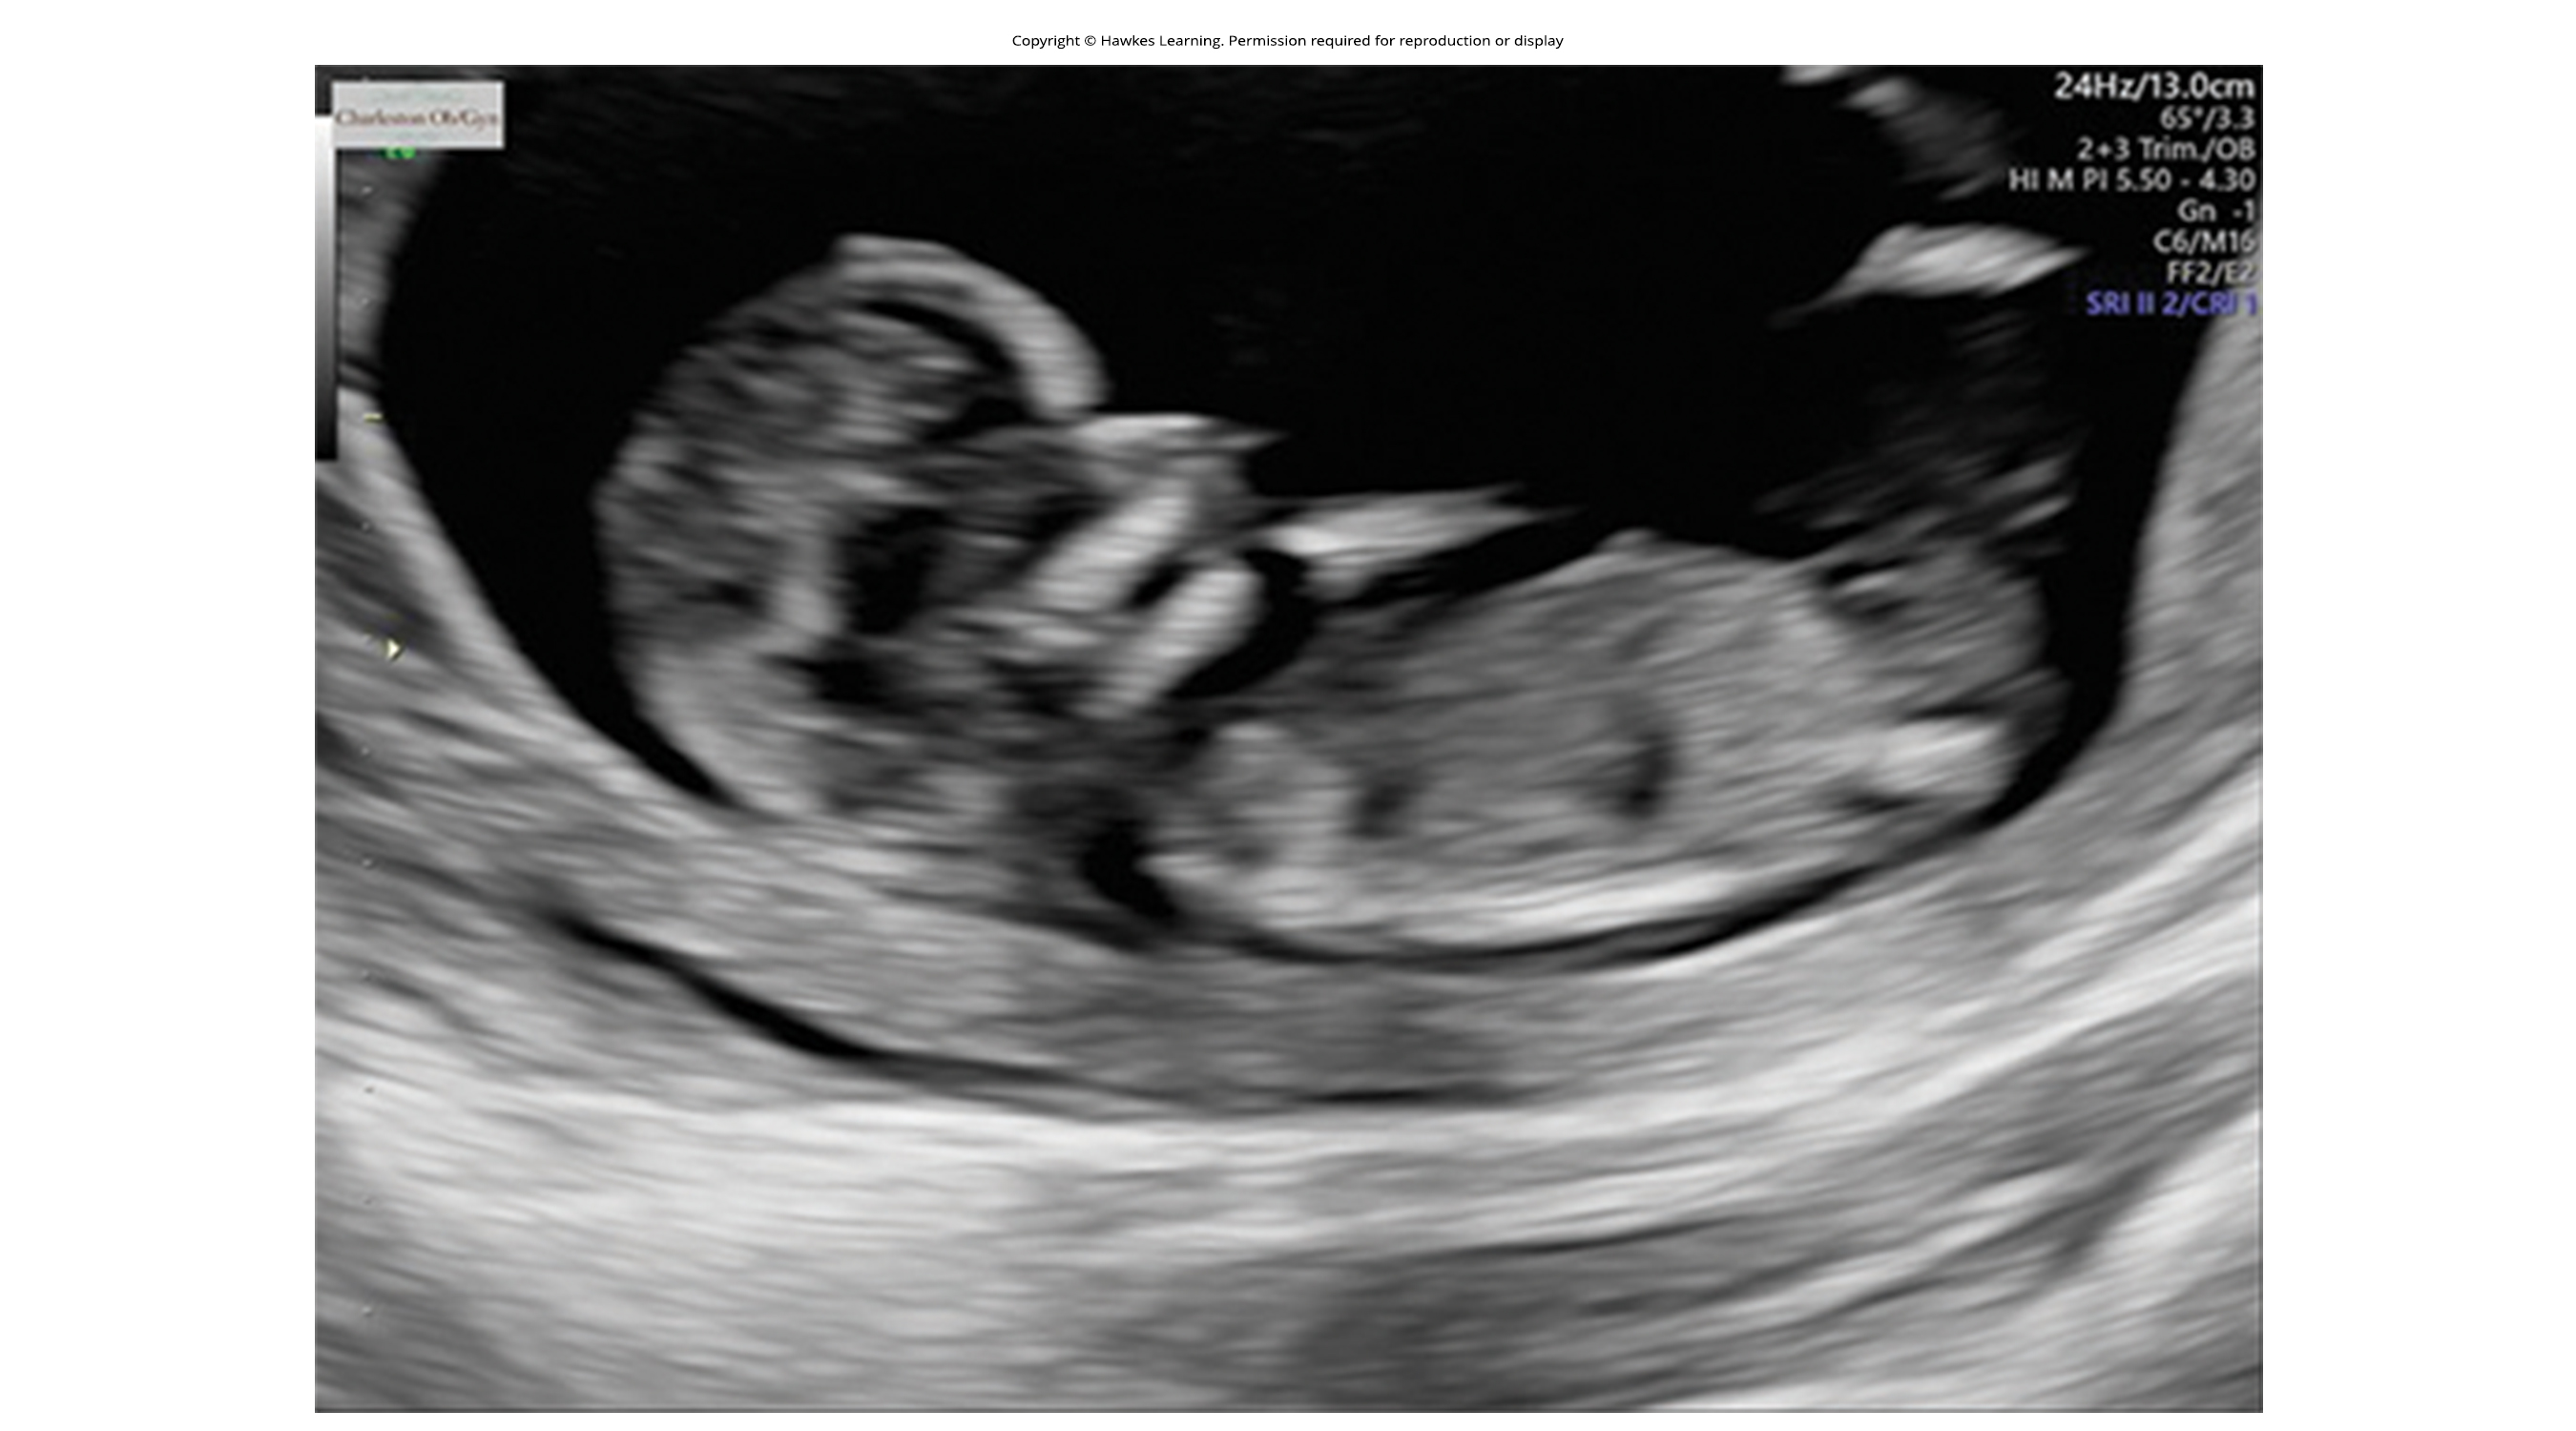 Copyright © Hawkes Learning. Permission required for reproduction or display
Charleston Ob/Gyn
24Hz/13.0cm
65°/3.3
2+3 Trim./OB
HI M PI 5.50 - 4.30
Gn -1
C6/M16
FF2/E2
SRI II 2/CRI 1